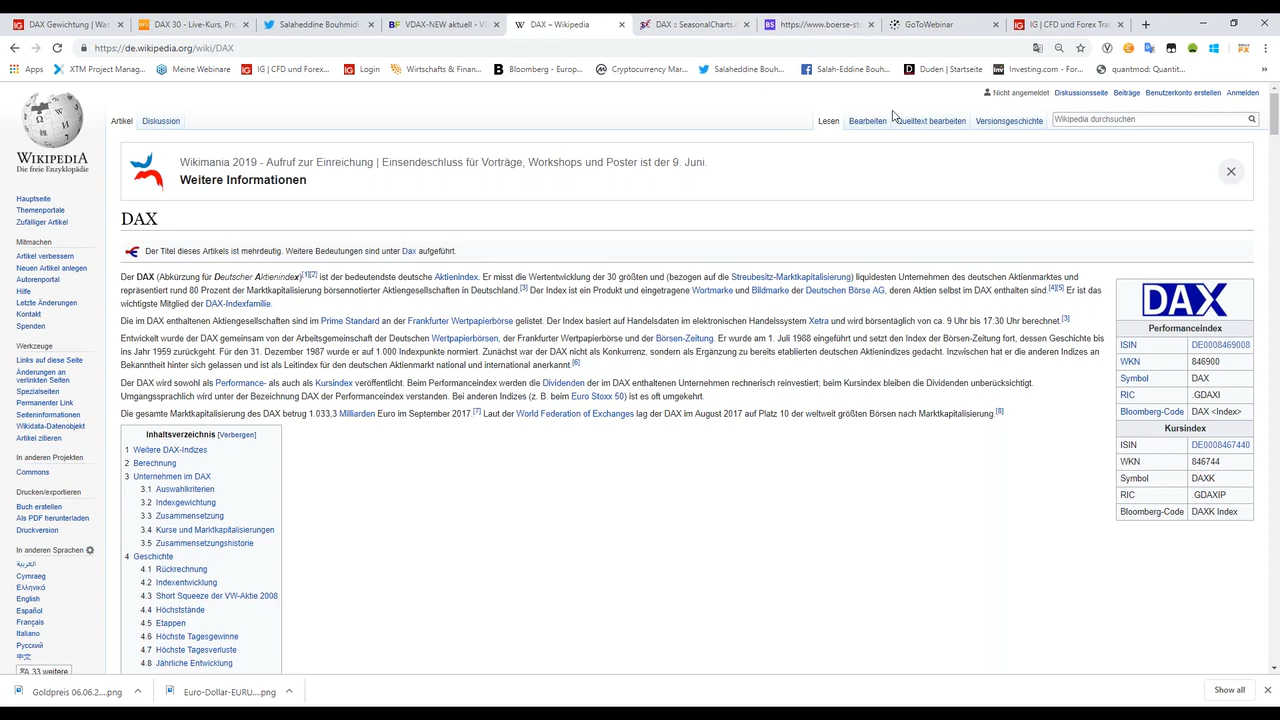 DAX Gewichtung | Was
DAX 30 - Live-Kurs, Pro
Salaheddine Bouhmidi
VDAX-NEW aktuell - VD
DAX – Wikipedia
DAX :: SeasonalCharts.d
https://www.boerse-stu
GoToWebinar
IG | CFD und Forex Trad
https://de.wikipedia.org/wiki/DAX
Apps
XTM Project Manag...
Meine Webinare
IG | CFD und Forex...
Login
Wirtschafts & Finan...
Bloomberg - Europ...
Cryptocurrency Mar...
Salaheddine Bouh...
Salah-Eddine Bouh...
Duden | Startseite
Investing.com - For...
quantmod: Quantit...
»
Nicht angemeldet Diskussionsseite Beiträge Benutzerkonto erstellen Anmelden
Artikel Diskussion
Lesen Bearbeiten Quelltext bearbeiten Versionsgeschichte Wikipedia durchsuchen
WIKIPEDIA
Die freie Enzyklopädie
Hauptseite
Themenportale
Zufälliger Artikel
Mitmachen
Artikel verbessern
Neuen Artikel anlegen
Autorenportal
Hilfe
Letzte Änderungen
Kontakt
Spenden
Werkzeuge
Links auf diese Seite
Änderungen an
verlinkten Seiten
Spezialseiten
Permanenter Link
Seiteninformationen
Wikidata-Datenobjekt
Artikel zitieren
In anderen Projekten
Commons
Drucken/exportieren
Buch erstellen
Als PDF herunterladen
Druckversion
In anderen Sprachen
العربية
Cymraeg
Ελληνικά
English
Español
Français
Italiano
Русский
中文
33 weitere
Wikimania 2019 - Aufruf zur Einreichung | Einsendeschluss für Vorträge, Workshops und Poster ist der 9. Juni.
Weitere Informationen
DAX
Der Titel dieses Artikels ist mehrdeutig. Weitere Bedeutungen sind unter Dax aufgeführt.
Der DAX (Abkürzung für Deutscher Aktienindex)[1][2] ist der bedeutendste deutsche Aktienindex. Er misst die Wertentwicklung der 30 größten und (bezogen auf die Streubesitz-Marktkapitalisierung) liquidesten Unternehmen des deutschen Aktienmarktes und
repräsentiert rund 80 Prozent der Marktkapitalisierung börsennotierter Aktiengesellschaften in Deutschland.[3] Der Index ist ein Produkt und eingetragene Wortmarke und Bildmarke der Deutschen Börse AG, deren Aktien selbst im DAX enthalten sind.[4][5] Er ist das
wichtigste Mitglied der DAX-Indexfamilie.
Die im DAX enthaltenen Aktiengesellschaften sind im Prime Standard an der Frankfurter Wertpapierbörse gelistet. Der Index basiert auf Handelsdaten im elektronischen Handelssystem Xetra und wird börsentäglich von ca. 9 Uhr bis 17:30 Uhr berechnet.[3]
Entwickelt wurde der DAX gemeinsam von der Arbeitsgemeinschaft der Deutschen Wertpapierbörsen, der Frankfurter Wertpapierbörse und der Börsen-Zeitung. Er wurde am 1. Juli 1988 eingeführt und setzt den Index der Börsen-Zeitung fort, dessen Geschichte bis
ins Jahr 1959 zurückgeht. Für den 31. Dezember 1987 wurde er auf 1.000 Indexpunkte normiert. Zunächst war der DAX nicht als Konkurrenz, sondern als Ergänzung zu bereits etablierten deutschen Aktienindizes gedacht. Inzwischen hat er die anderen Indizes an
Bekanntheit hinter sich gelassen und ist als Leitindex für den deutschen Aktienmarkt national und international anerkannt.[6]
Der DAX wird sowohl als Performance- als auch als Kursindex veröffentlicht. Beim Performanceindex werden die Dividenden der im DAX enthaltenen Unternehmen rechnerisch reinvestiert; beim Kursindex bleiben die Dividenden unberücksichtigt.
Umgangssprachlich wird unter der Bezeichnung DAX der Performanceindex verstanden. Bei anderen Indizes (z. B. beim Euro Stoxx 50) ist es oft umgekehrt.
Die gesamte Marktkapitalisierung des DAX betrug 1.033,3 Milliarden Euro im September 2017.[7] Laut der World Federation of Exchanges lag der DAX im August 2017 auf Platz 10 der weltweit größten Börsen nach Marktkapitalisierung.[8]
Inhaltsverzeichnis [Verbergen]
1 Weitere DAX-Indizes
2 Berechnung
3 Unternehmen im DAX
3.1 Auswahlkriterien
3.2 Indexgewichtung
3.3 Zusammensetzung
3.4 Kurse und Marktkapitalisierungen
3.5 Zusammensetzungshistorie
4 Geschichte
4.1 Rückrechnung
4.2 Indexentwicklung
4.3 Short Squeeze der VW-Aktie 2008
4.4 Höchststände
4.5 Etappen
4.6 Höchste Tagesgewinne
4.7 Höchste Tagesverluste
4.8 Jährliche Entwicklung
DAX
Performanceindex
ISIN DE0008469008
WKN 846900
Symbol DAX
RIC .GDAXI
Bloomberg-Code DAX <Index>
Kursindex
ISIN DE0008467440
WKN 846744
Symbol DAXK
RIC .GDAXIP
Bloomberg-Code DAXK Index
Goldpreis 06.06.2....png
Euro-Dollar-EURU....png
Show all